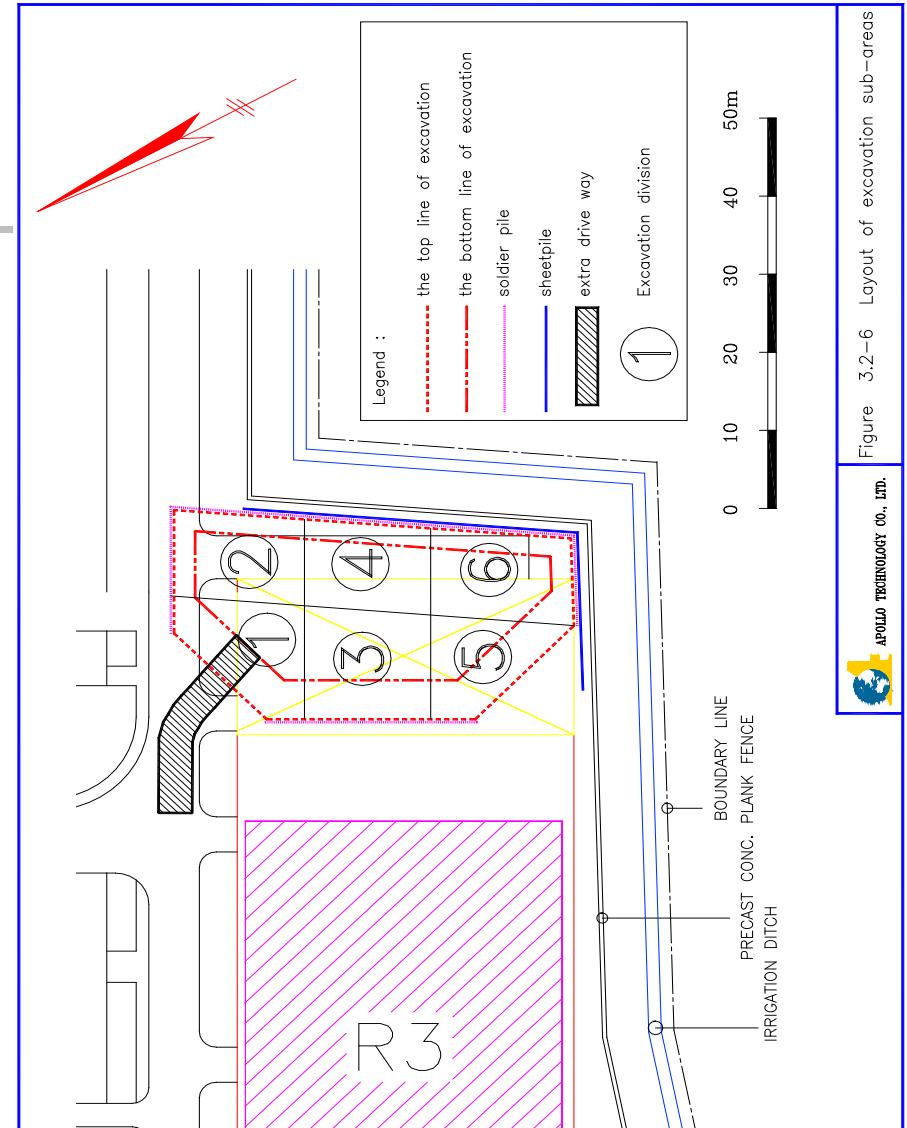 Legend :
the top line of excavation
the bottom line of excavation
soldier pile
sheetpile
extra drive way
1
Excavation division
0 10 20 30 40 50m
2
4
6
1
3
5
R3
BOUNDARY LINE
PRECAST CONC. PLANK FENCE
IRRIGATION DITCH
Figure 3.2-6 Layout of excavation sub-areas
APOLLO TECHNOLOGY CO., LTD.